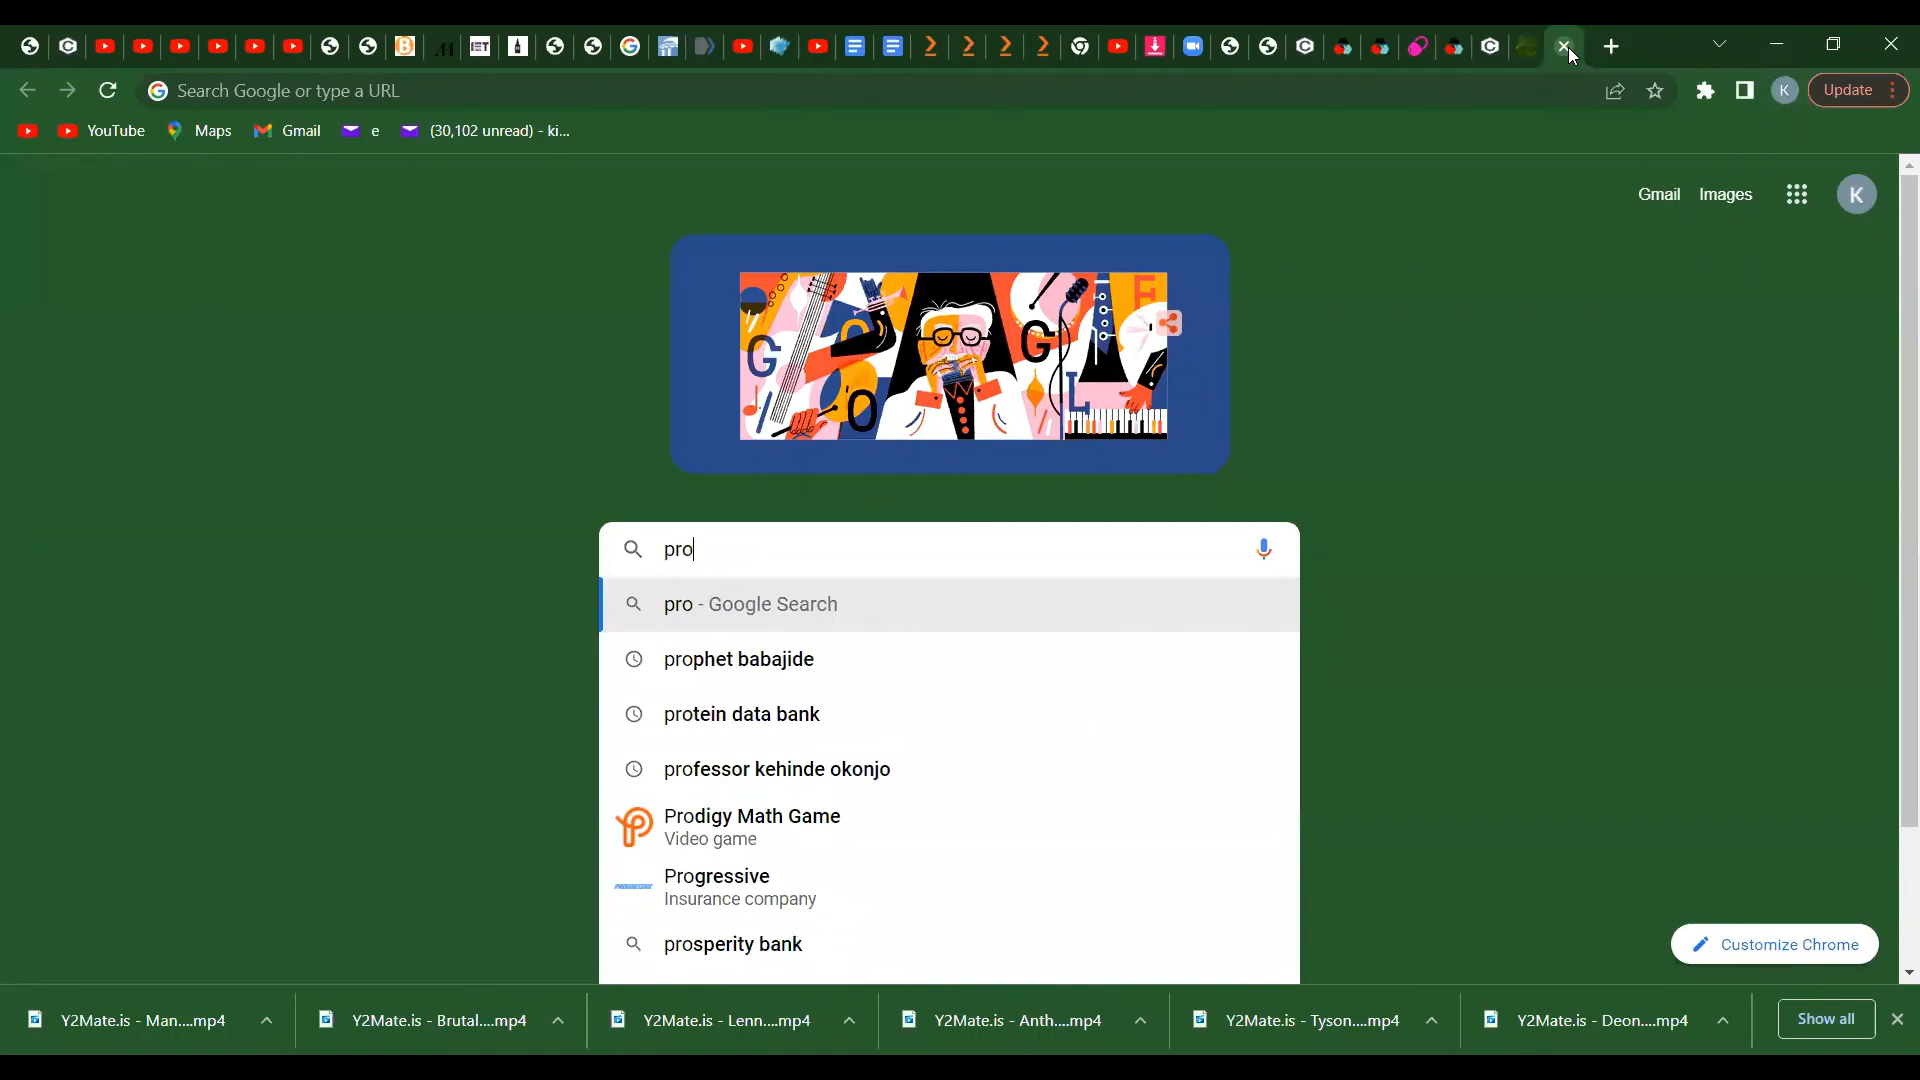 Search Google or type a URL
K
Update
YouTube
Maps
Gmail
e
(30,102 unread) - ki...
Gmail
Images
K
G O O G L E
pro
pro - Google Search
prophet babajide
protein data bank
professor kehinde okonjo
Prodigy Math Game
Video game
Progressive
Insurance company
prosperity bank
Customize Chrome
Y2Mate.is - Man....mp4
Y2Mate.is - Brutal....mp4
Y2Mate.is - Lenn....mp4
Y2Mate.is - Anth....mp4
Y2Mate.is - Tyson....mp4
Y2Mate.is - Deon....mp4
Show all